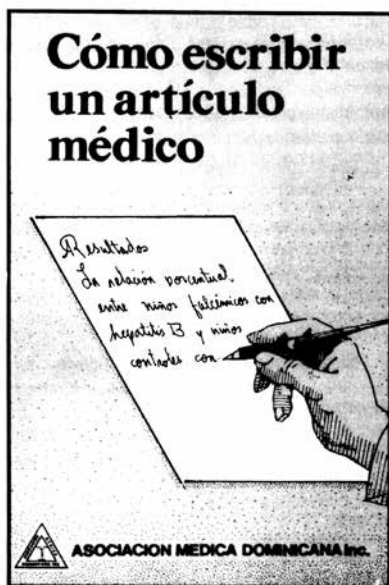 Cómo escribir
un artículo
médico
Resultados
La relación porcentual
entre niños falcémicos con
hepatitis B y niños
controles con
ASOCIACION MEDICA DOMINICANA inc.